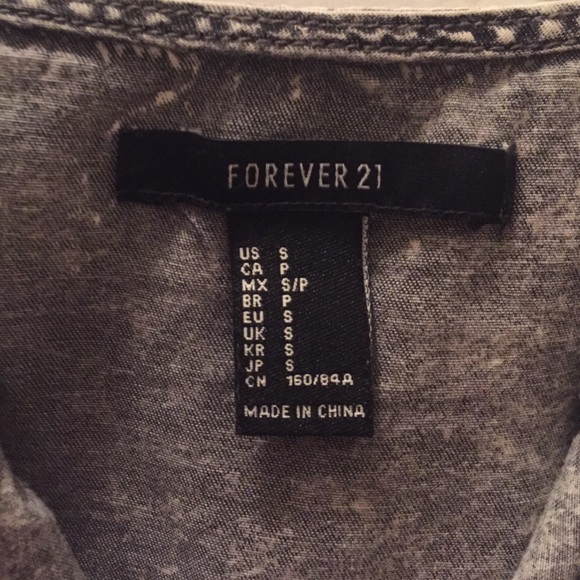 FOREVER 21
US S
CA P
MX S/P
BR P
EU S
UK S
KR S
JP S
CN 160/84A
MADE IN CHINA